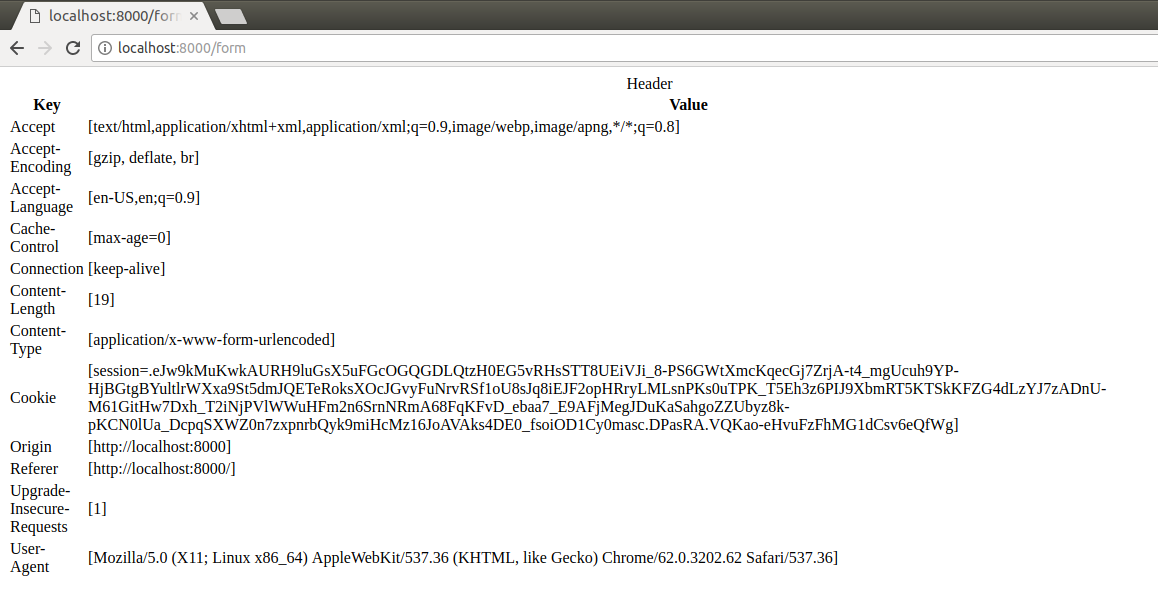 localhost:8000/for
localhost:8000/form
Header
Key Value
Accept [text/html,application/xhtml+xml,application/xml;q=0.9,image/webp,image/apng,*/*;q=0.8]
Accept-
Encoding [gzip, deflate, br]
Accept-
Language [en-US,en;q=0.9]
Cache-
Control [max-age=0]
Connection [keep-alive]
Content-
Length [19]
Content-
Type [application/x-www-form-urlencoded]
Cookie
[session=.eJw9kMuKwkAURH9luGsX5uFGcOGQGDLQtzH0EG5vRHsSTT8UEiVJi_8-PS6GWtXmcKqecGj7ZrjA-t4_mgUcuh9YP-
HjBGtgBYultlrWXxa9St5dmJQETeRoksXOcJGvyFuNrvRSf1oU8sJq8iEJF2opHRryLMLsnPKs0uTPK_T5Eh3z6PIJ9XbmRT5KTSkKFZG4dLzYJ7zADnU-
M61GitHw7Dxh_T2iNjPVlWWuHFm2n6SrnNRmA68FqKFvD_ebaa7_E9AFjMegJDuKaSahgoZZUbyz8k-
pKCN0lUa_DcpqSXWZ0n7zxpnrbQyk9miHcMz16JoAVAks4DE0_fsoiOD1Cy0masc.DPasRA.VQKao-eHvuFzFhMG1dCsv6eQfWg]
Origin [http://localhost:8000]
Referer [http://localhost:8000/]
Upgrade-
Insecure-
Requests [1]
User-
Agent [Mozilla/5.0 (X11; Linux x86_64) AppleWebKit/537.36 (KHTML, like Gecko) Chrome/62.0.3202.62 Safari/537.36]